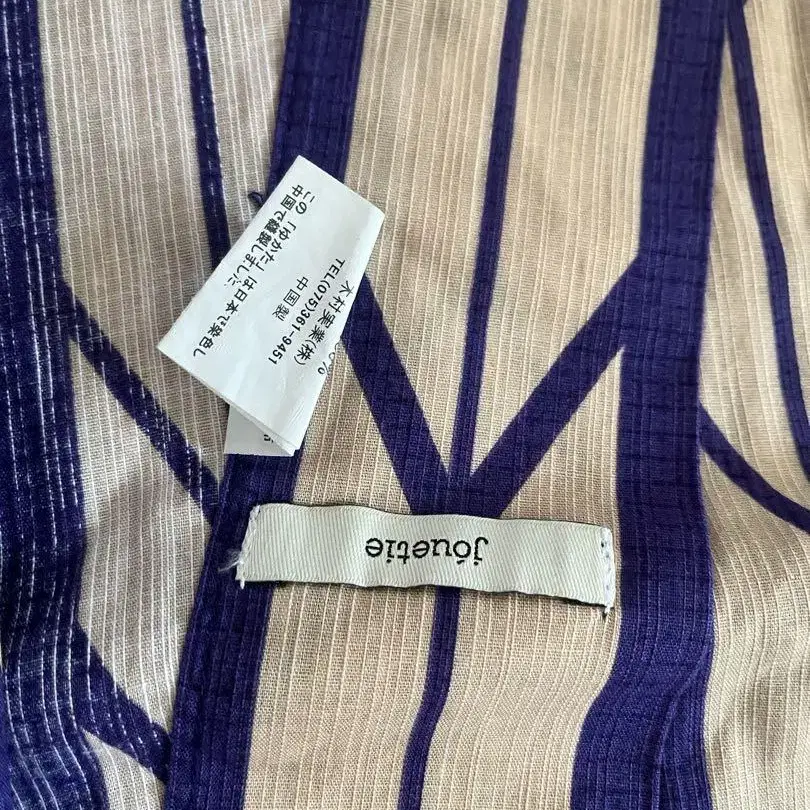 この「ゆかた」は日本で染色し
中国で縫製しました
木村実業(株)
TEL(075)361-9451
中国製
jóuetie